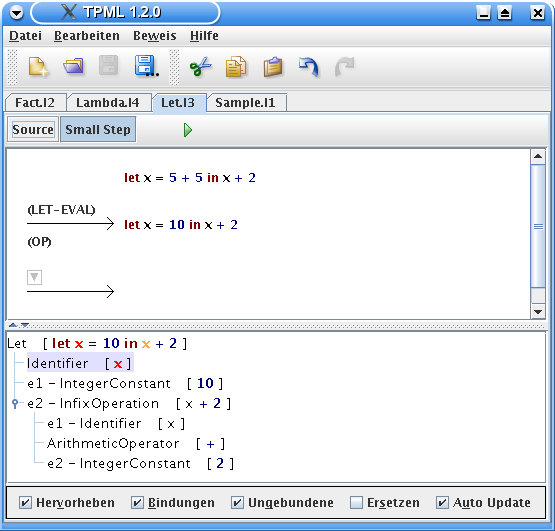 TPML 1.2.0
Datei Bearbeiten Beweis Hilfe
Fact.l2 Lambda.l4 Let.l3 Sample.l1
Source Small Step
let x = 5 + 5 in x + 2
(LET-EVAL)
let x = 10 in x + 2
(OP)
Let [ let x = 10 in x + 2 ]
Identifier [ x ]
e1 - IntegerConstant [ 10 ]
e2 - InfixOperation [ x + 2 ]
e1 - Identifier [ x ]
ArithmeticOperator [ + ]
e2 - IntegerConstant [ 2 ]
Hervorheben Bindungen Ungebundene Ersetzen Auto Update